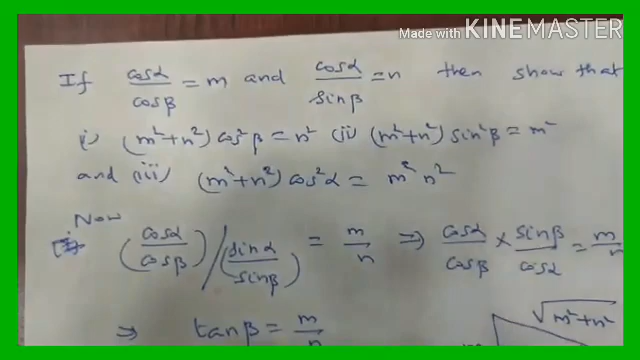 Made with KINEMASTER
If cosα/cosβ = m and cosα/sinβ = n then show that
i) (m²+n²) cos²β = n² (ii) (m²+n²) sin²β = m²
and (iii) (m²+n²) cos²α = m² n²
Now
(cosα/cosβ) / (sinα/sinβ) = m/n ⇒ cosα/cosβ × sinβ/cosα = m/n
⇒ tanβ = m/n
√m²+n²